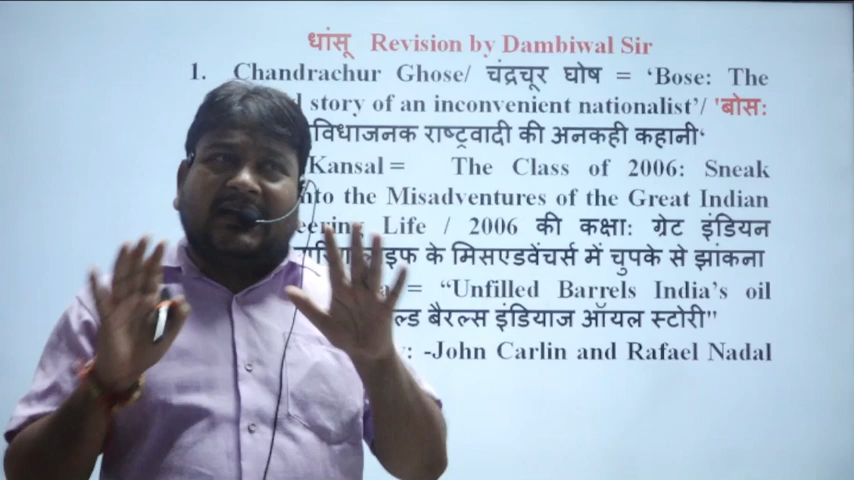 धांसू Revision by Dambiwal Sir
1. Chandrachur Ghose/ चंद्रचूर घोष = ‘Bose: The
story of an inconvenient nationalist’/ 'बोस:
राष्ट्रवादी की अनकही कहानी‘
Kansal = The Class of 2006: Sneak
the Misadventures of the Great Indian
Life / 2006 की कक्षा: ग्रेट इंडियन
के मिसएडवेंचर्स में चुपके से झांकना
= “Unfilled Barrels India’s oil
बैरल्स इंडियाज ऑयल स्टोरी"
-John Carlin and Rafael Nadal